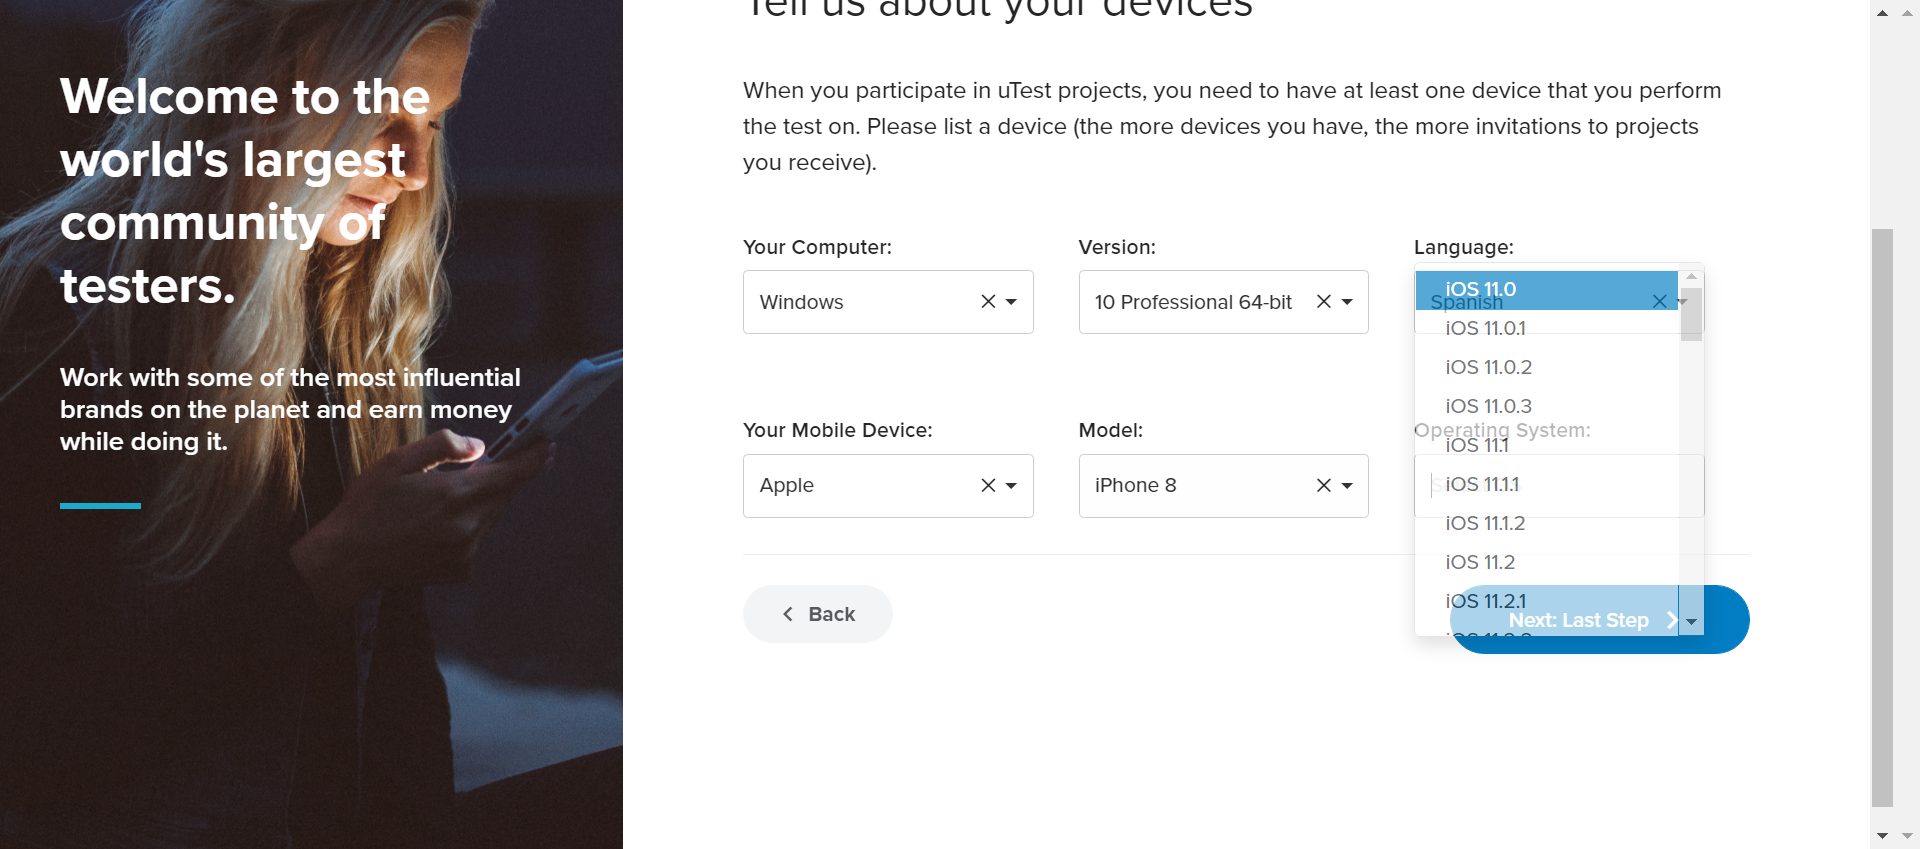 Welcome to the
world's largest
community of
testers.
Work with some of the most influential
brands on the planet and earn money
while doing it.
Tell us about your devices
When you participate in uTest projects, you need to have at least one device that you perform
the test on. Please list a device (the more devices you have, the more invitations to projects
you receive).
Your Computer:
Version:
Language:
Windows
10 Professional 64-bit
Spanish
iOS 11.0
iOS 11.0.1
iOS 11.0.2
iOS 11.0.3
iOS 11.1
iOS 11.1.1
iOS 11.1.2
iOS 11.2
iOS 11.2.1
Your Mobile Device:
Model:
Operating System:
Apple
iPhone 8
Back
Next: Last Step